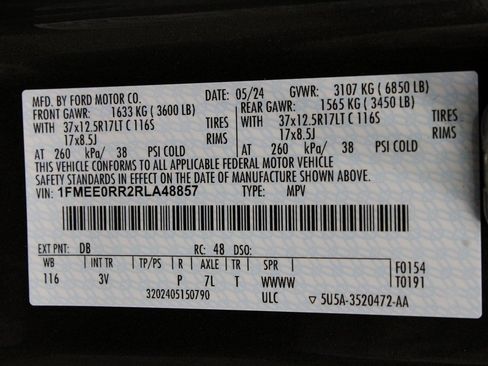 MFD. BY FORD MOTOR CO. DATE: 05/24 GVWR: 3107 KG ( 6850 LB)
FRONT GAWR: 1633 KG ( 3600 LB) REAR GAWR: 1565 KG ( 3450 LB)
WITH 37x12.5R17LT C 116S TIRES WITH 37x12.5R17LT C 116S TIRES
17x8.5J RIMS 17x8.5J RIMS
AT 260 kPa/ 38 PSI COLD AT 260 kPa/ 38 PSI COLD
THIS VEHICLE CONFORMS TO ALL APPLICABLE FEDERAL MOTOR VEHICLE
SAFETY STANDARDS IN EFFECT ON THE DATE OF MANUFACTURE SHOWN ABOVE.
VIN: 1FMEE0RR2RLA48857 TYPE: MPV
EXT PNT: DB RC: 48 DSO:
WB INT TR TP/PS R AXLE TR SPR F0154
116 3V P 7L T WWWW T0191
3202405150790 ULC ▽ 5U5A-3520472-AA